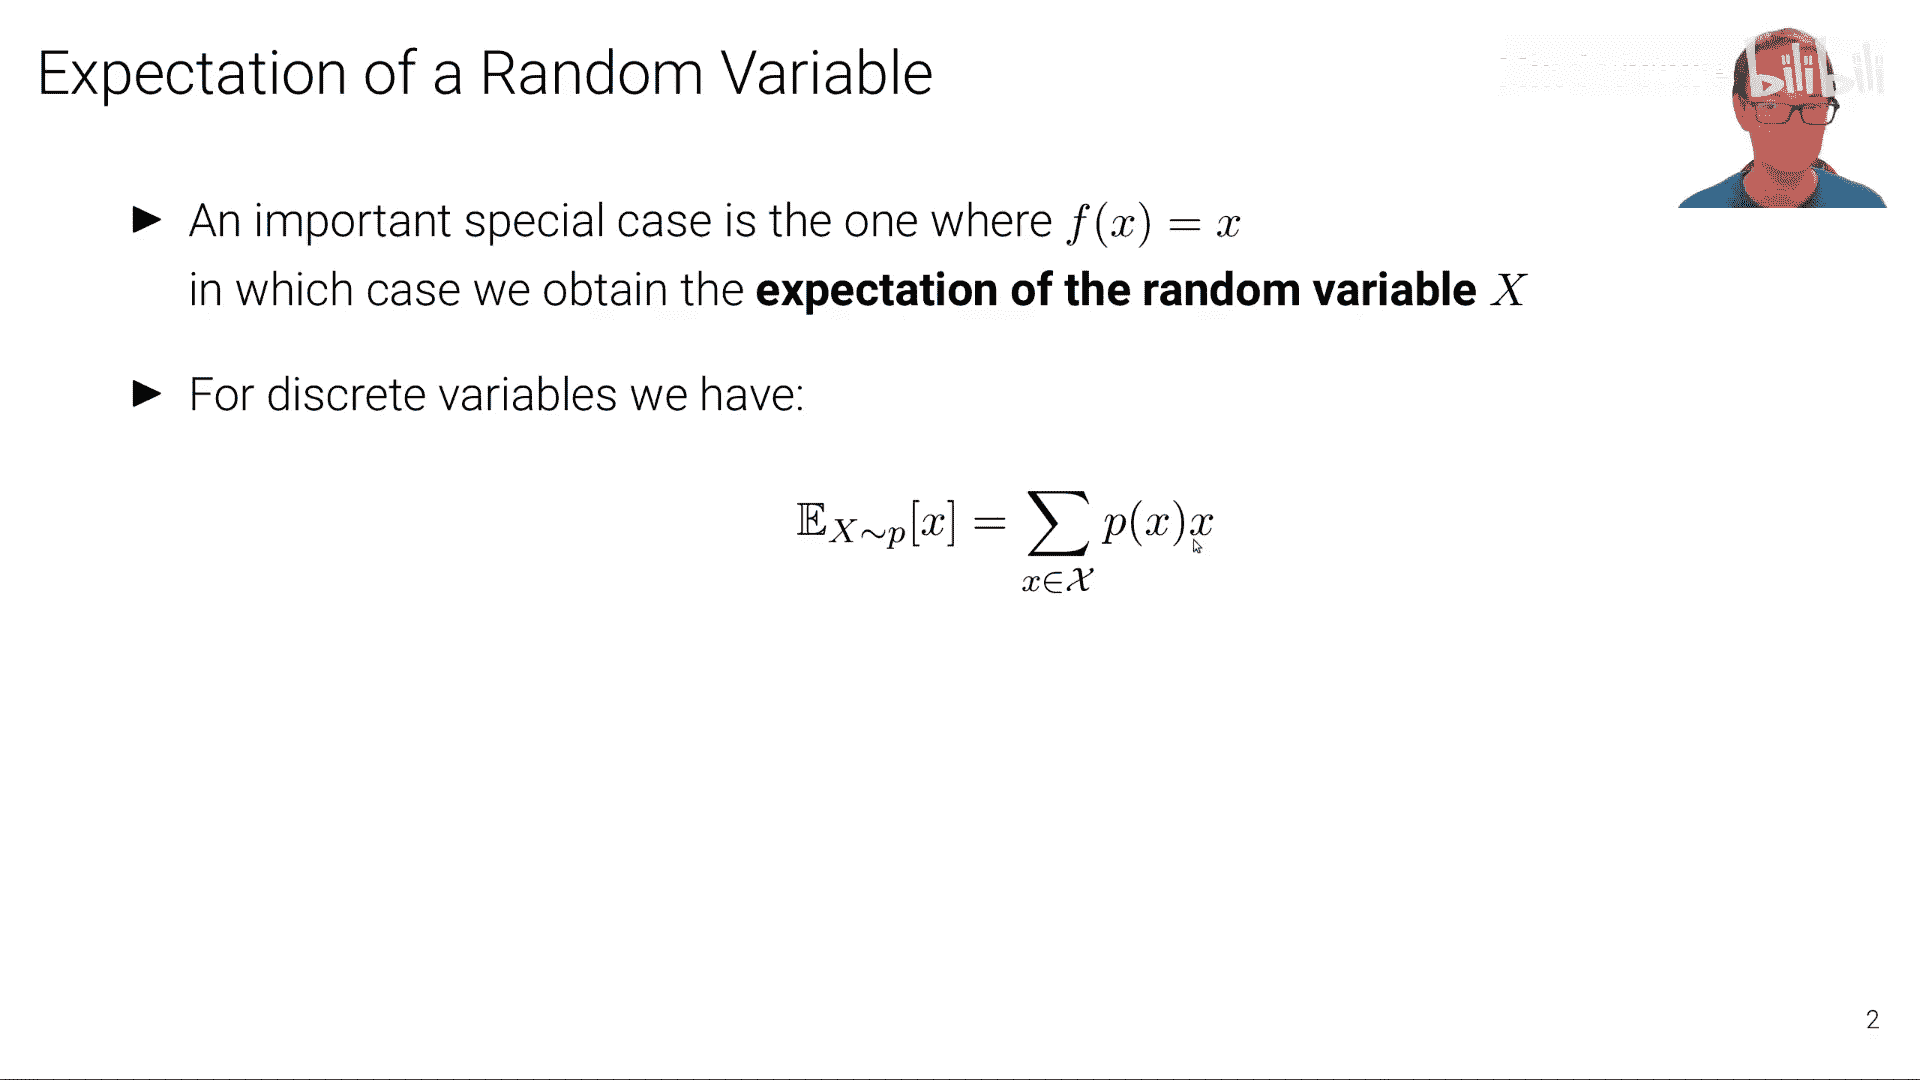 Expectation of a Random Variable
bilibili
► An important special case is the one where f(x) = x
in which case we obtain the expectation of the random variable X
► For discrete variables we have:
𝔼_{X∼p}[x] = ∑_{x∈𝒳} p(x)x
2